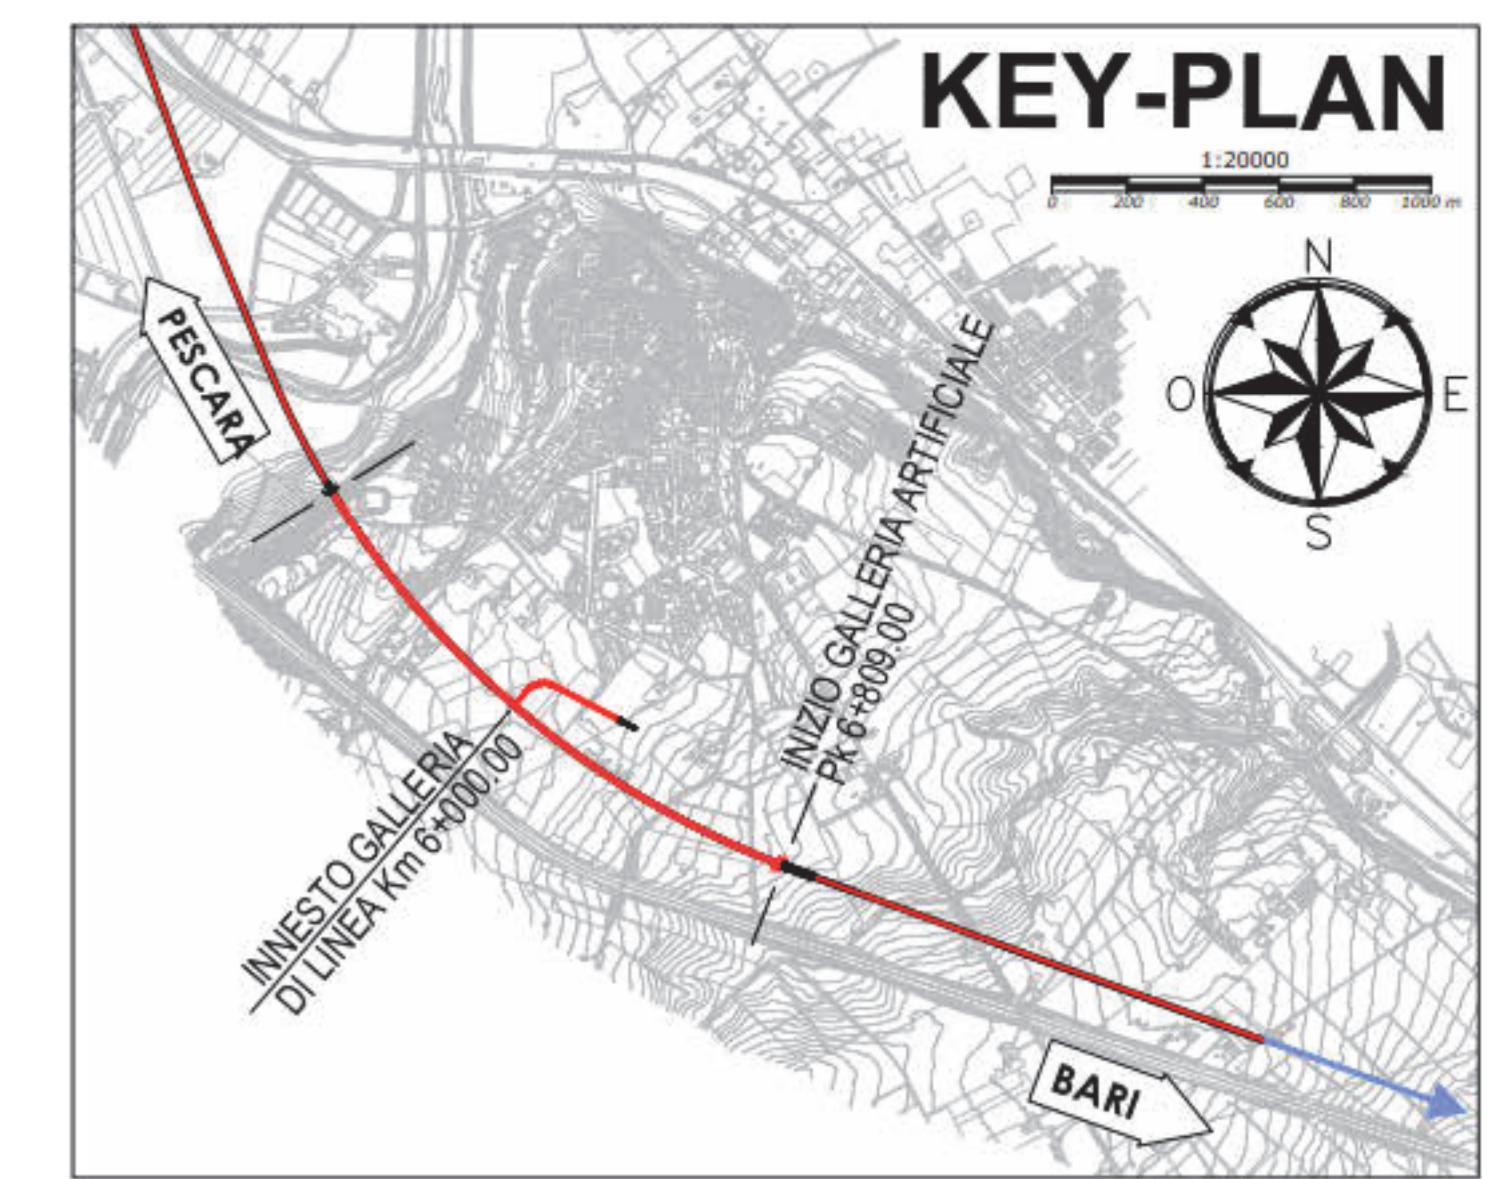 KEY-PLAN
1:20000
0 200 400 600 800 1000 m
N
O
E
S
PESCARA
INIZIO GALLERIA ARTIFICIALE
Pk 6+809.00
INNESTO GALLERIA
DI LINEA Km 6+000.00
BARI